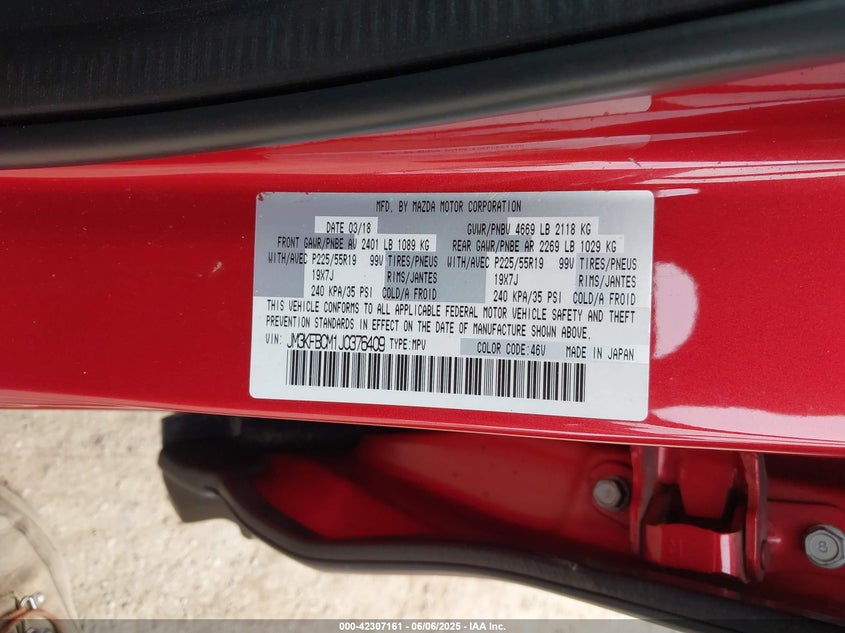 MFD. BY MAZDA MOTOR CORPORATION
DATE 03/18 GVWR/PNBV 4669 LB 2118 KG
FRONT GAWR/PNBE AV 2401 LB 1089 KG REAR GAWR/PNBE AR 2269 LB 1029 KG
WITH/AVEC P225/55R19 99V TIRES/PNEUS WITH/AVEC P225/55R19 99V TIRES/PNEUS
19X7J RIMS/JANTES 19X7J RIMS/JANTES
240 KPA/35 PSI COLD/A FROID 240 KPA/35 PSI COLD/A FROID
THIS VEHICLE CONFORMS TO ALL APPLICABLE FEDERAL MOTOR VEHICLE SAFETY AND THEFT
PREVENTION STANDARDS IN EFFECT ON THE DATE OF MANUFACTURE SHOWN ABOVE.
VIN: JM3KFBCM1J0376409 TYPE:MPV COLOR CODE:46V MADE IN JAPAN
8
000-42307161 - 06/06/2025 - IAA Inc.